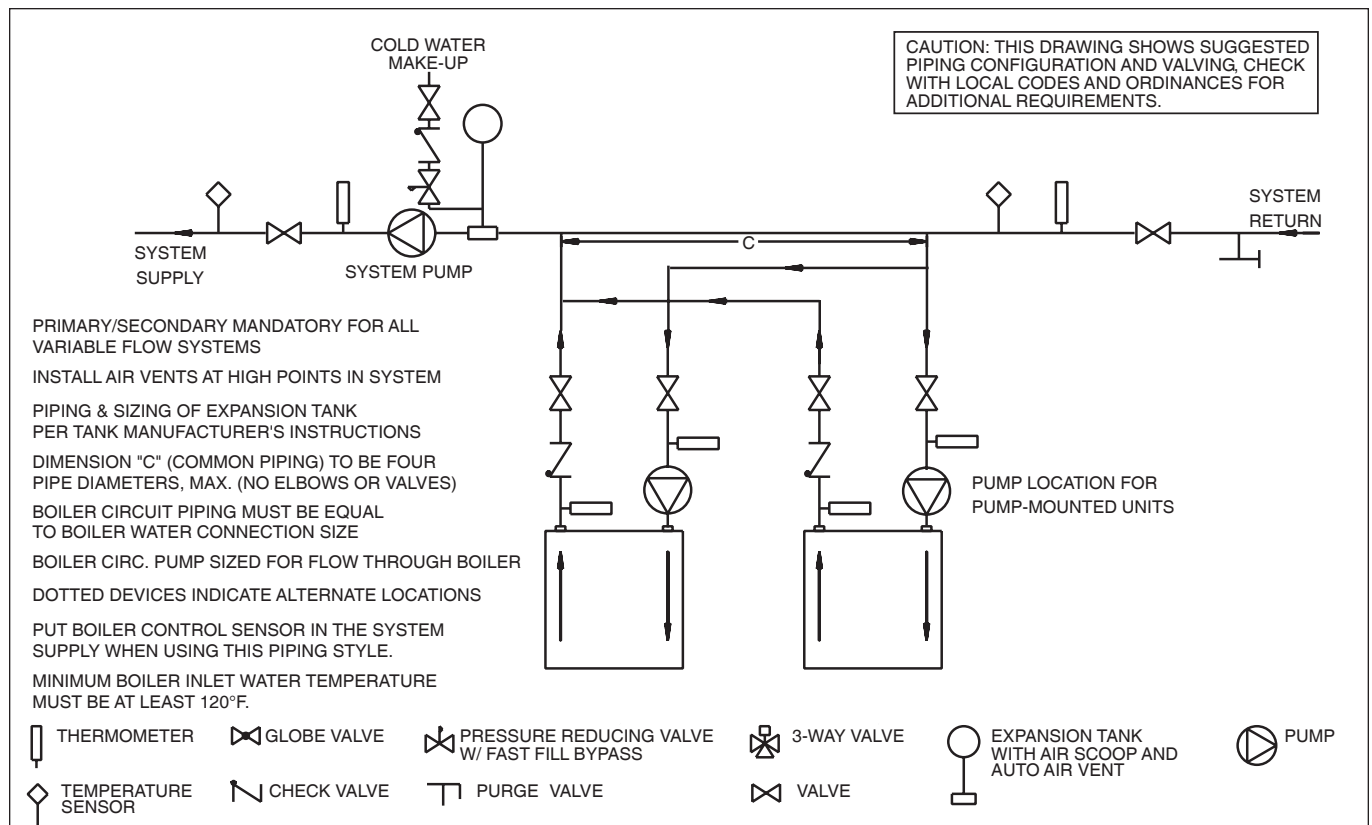 COLD WATER
MAKE-UP
CAUTION: THIS DRAWING SHOWS SUGGESTED
PIPING CONFIGURATION AND VALVING, CHECK
WITH LOCAL CODES AND ORDINANCES FOR
ADDITIONAL REQUIREMENTS.
SYSTEM
RETURN
C
SYSTEM
SUPPLY
SYSTEM PUMP
PRIMARY/SECONDARY MANDATORY FOR ALL
VARIABLE FLOW SYSTEMS
INSTALL AIR VENTS AT HIGH POINTS IN SYSTEM
PIPING & SIZING OF EXPANSION TANK
PER TANK MANUFACTURER'S INSTRUCTIONS
DIMENSION "C" (COMMON PIPING) TO BE FOUR
PIPE DIAMETERS, MAX. (NO ELBOWS OR VALVES)
BOILER CIRCUIT PIPING MUST BE EQUAL
TO BOILER WATER CONNECTION SIZE
BOILER CIRC. PUMP SIZED FOR FLOW THROUGH BOILER
DOTTED DEVICES INDICATE ALTERNATE LOCATIONS
PUT BOILER CONTROL SENSOR IN THE SYSTEM
SUPPLY WHEN USING THIS PIPING STYLE.
MINIMUM BOILER INLET WATER TEMPERATURE
MUST BE AT LEAST 120°F.
PUMP LOCATION FOR
PUMP-MOUNTED UNITS
THERMOMETER
GLOBE VALVE
PRESSURE REDUCING VALVE
W/ FAST FILL BYPASS
3-WAY VALVE
EXPANSION TANK
WITH AIR SCOOP AND
AUTO AIR VENT
PUMP
TEMPERATURE
SENSOR
CHECK VALVE
PURGE VALVE
VALVE